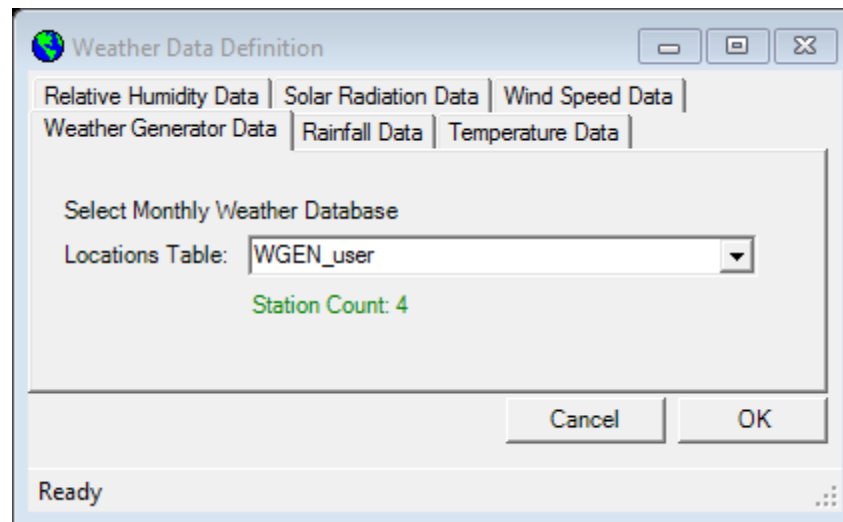 Weather Data Definition
Relative Humidity Data Solar Radiation Data Wind Speed Data
Weather Generator Data Rainfall Data Temperature Data
Select Monthly Weather Database
Locations Table: WGEN_user
Station Count: 4
Cancel OK
Ready